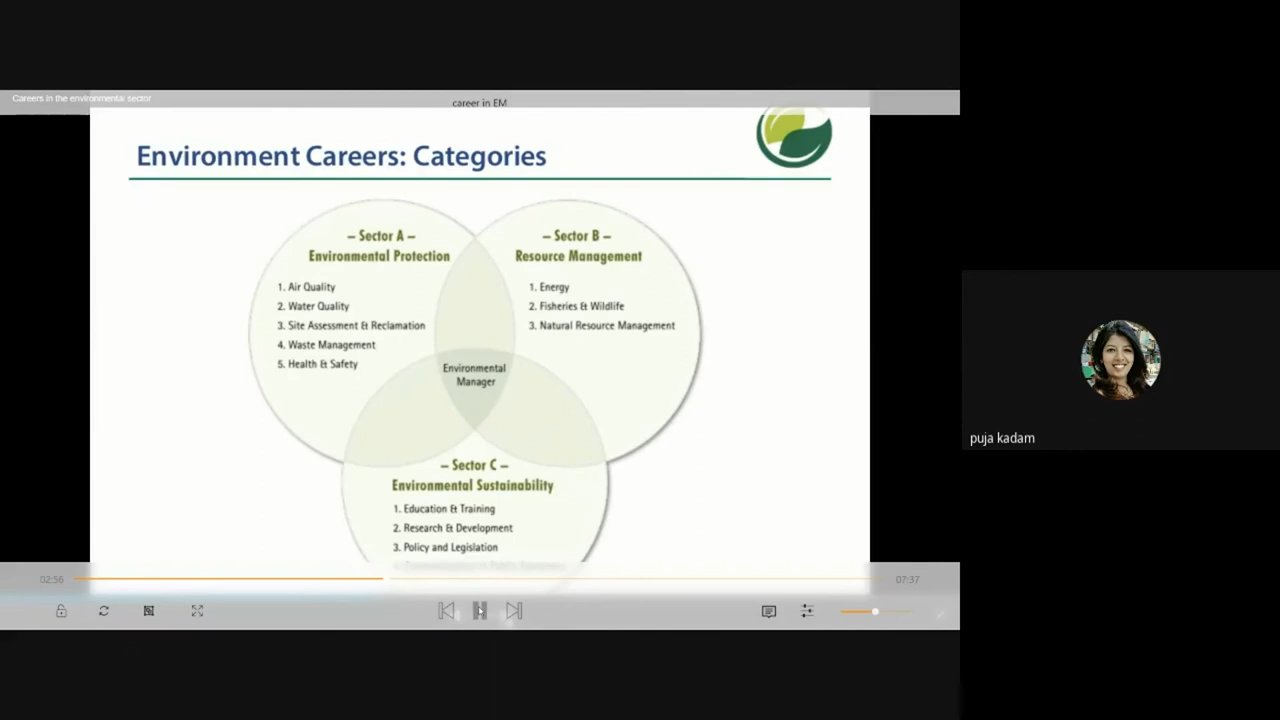 Careers in the environmental sector
career in EM
Environment Careers: Categories
– Sector A –
Environmental Protection
1. Air Quality
2. Water Quality
3. Site Assessment & Reclamation
4. Waste Management
5. Health & Safety
– Sector B –
Resource Management
1. Energy
2. Fisheries & Wildlife
3. Natural Resource Management
Environmental
Manager
– Sector C –
Environmental Sustainability
1. Education & Training
2. Research & Development
3. Policy and Legislation
02:56
07:37
puja kadam